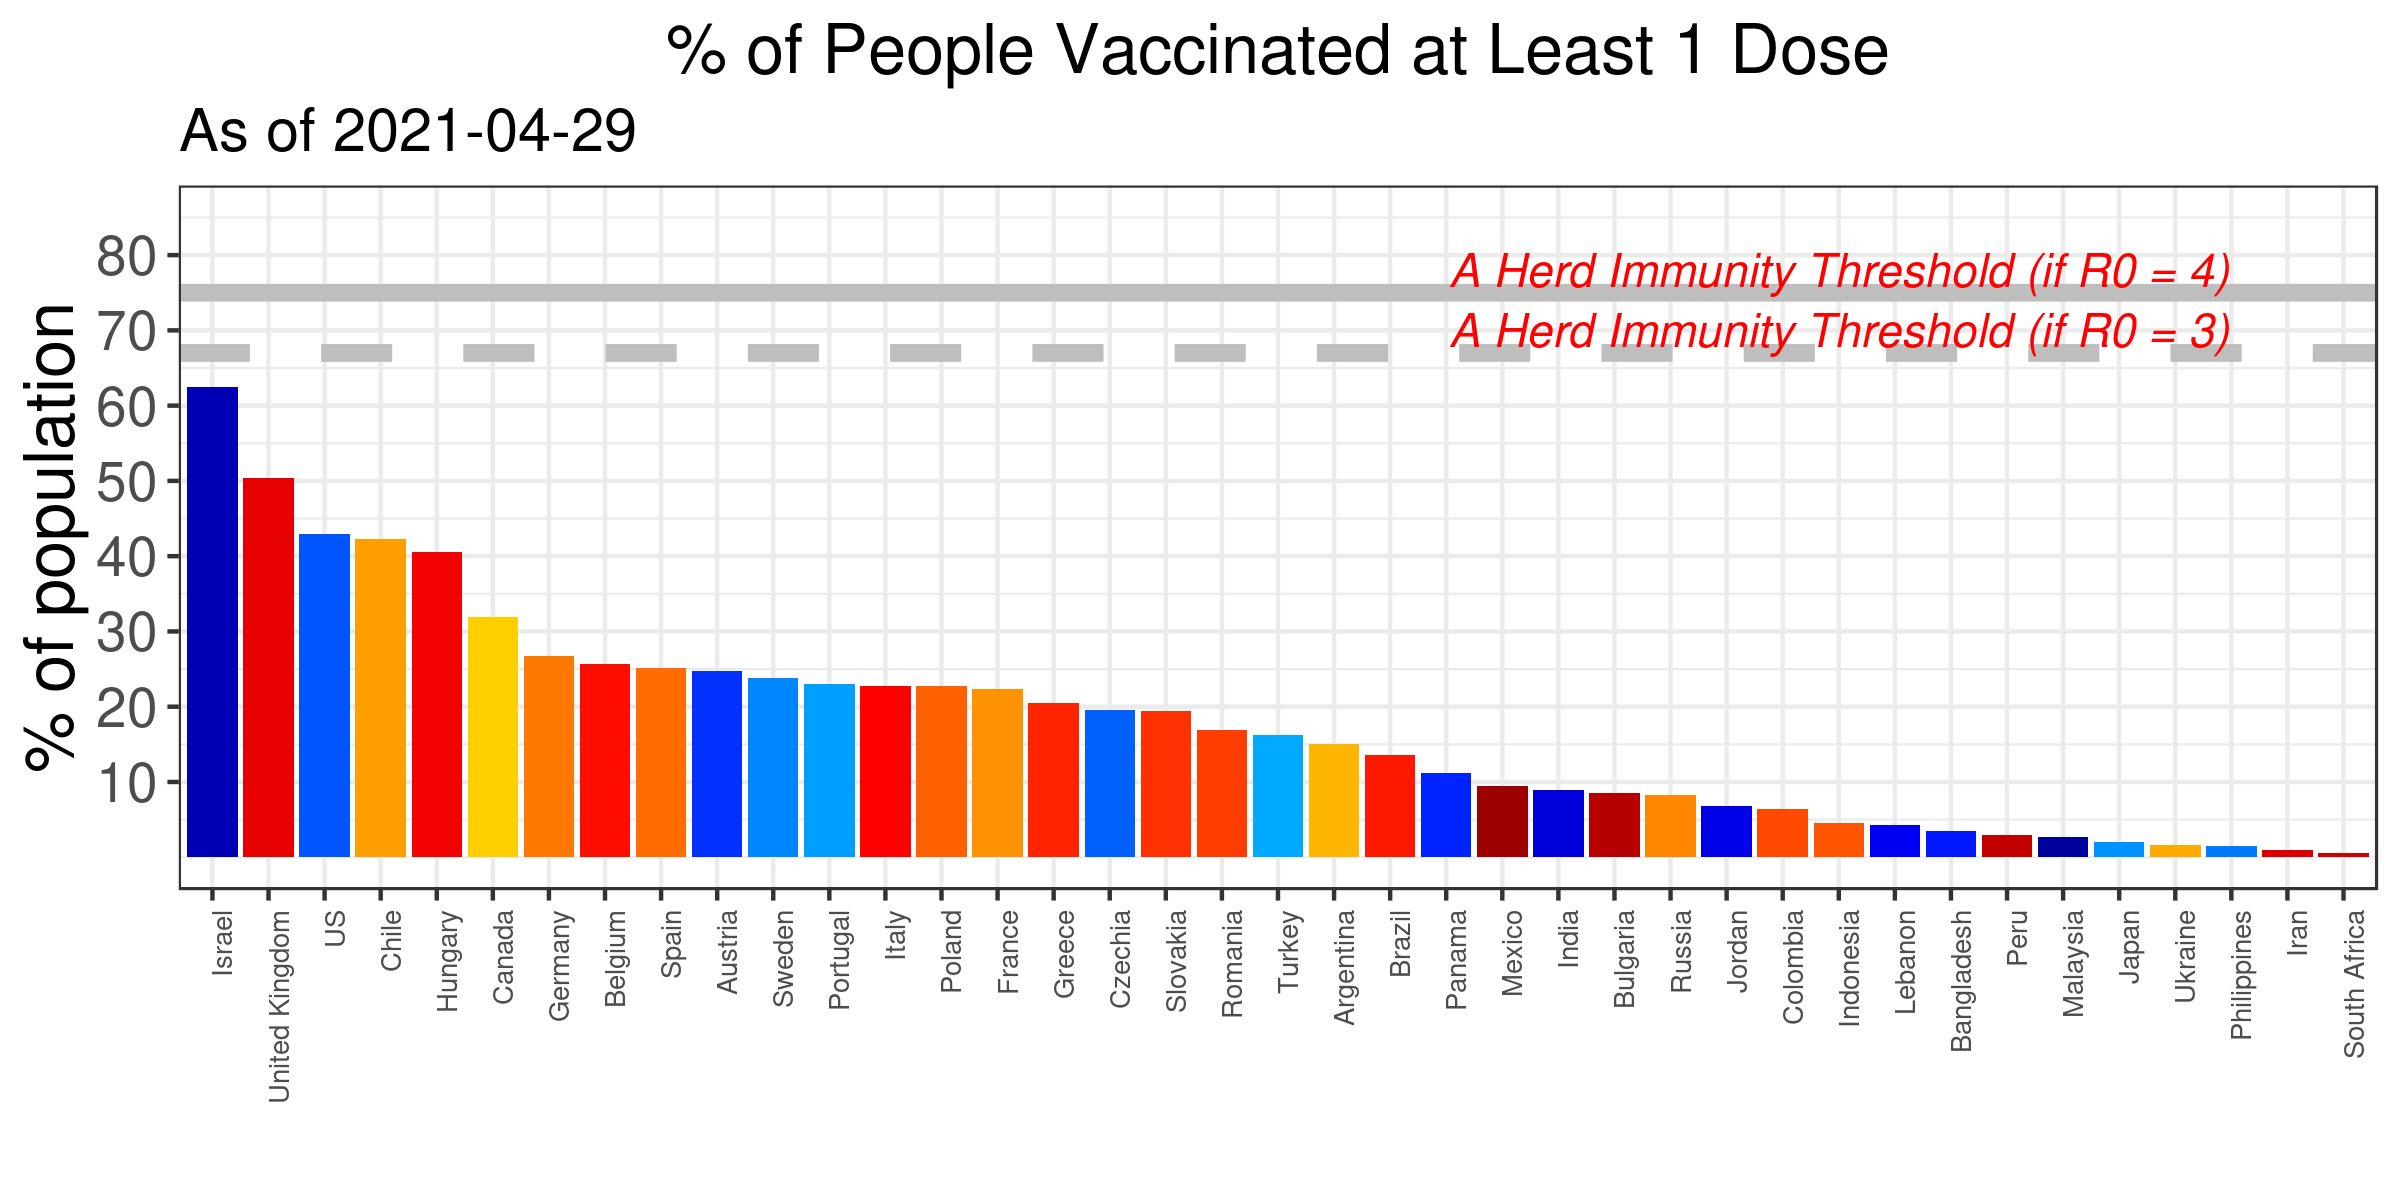 % of People Vaccinated at Least 1 Dose
As of 2021-04-29
% of population
80
70
60
50
40
30
20
10
A Herd Immunity Threshold (if R0 = 4)
A Herd Immunity Threshold (if R0 = 3)
Israel
United Kingdom
US
Chile
Hungary
Canada
Germany
Belgium
Spain
Austria
Sweden
Portugal
Italy
Poland
France
Greece
Czechia
Slovakia
Romania
Turkey
Argentina
Brazil
Panama
Mexico
India
Bulgaria
Russia
Jordan
Colombia
Indonesia
Lebanon
Bangladesh
Peru
Malaysia
Japan
Ukraine
Philippines
Iran
South Africa